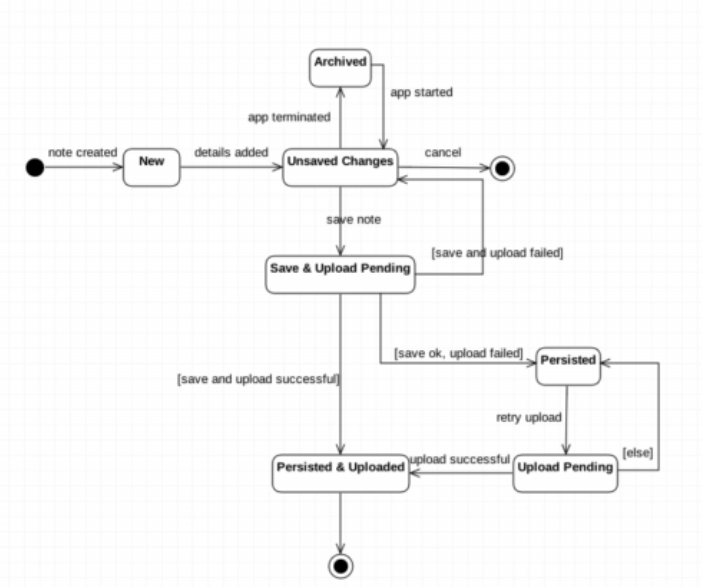 Archived
app started
app terminated
note created
New
details added
Unsaved Changes
cancel
save note
[save and upload failed]
Save & Upload Pending
[save ok, upload failed]
Persisted
[save and upload successful]
retry upload
[else]
upload successful
Persisted & Uploaded
Upload Pending